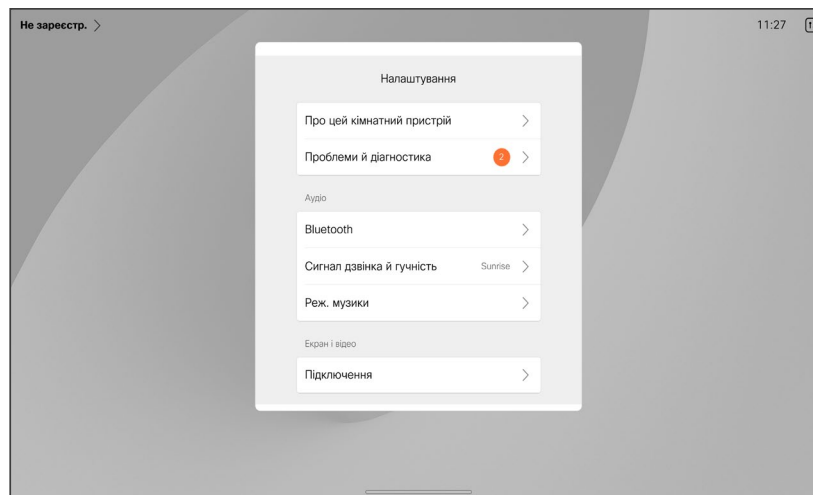 Не зареєстр.
11:27
Налаштування
Про цей кімнатний пристрій
Проблеми й діагностика 2
Аудіо
Bluetooth
Сигнал дзвінка й гучність Sunrise
Реж. музики
Екран і відео
Підключення